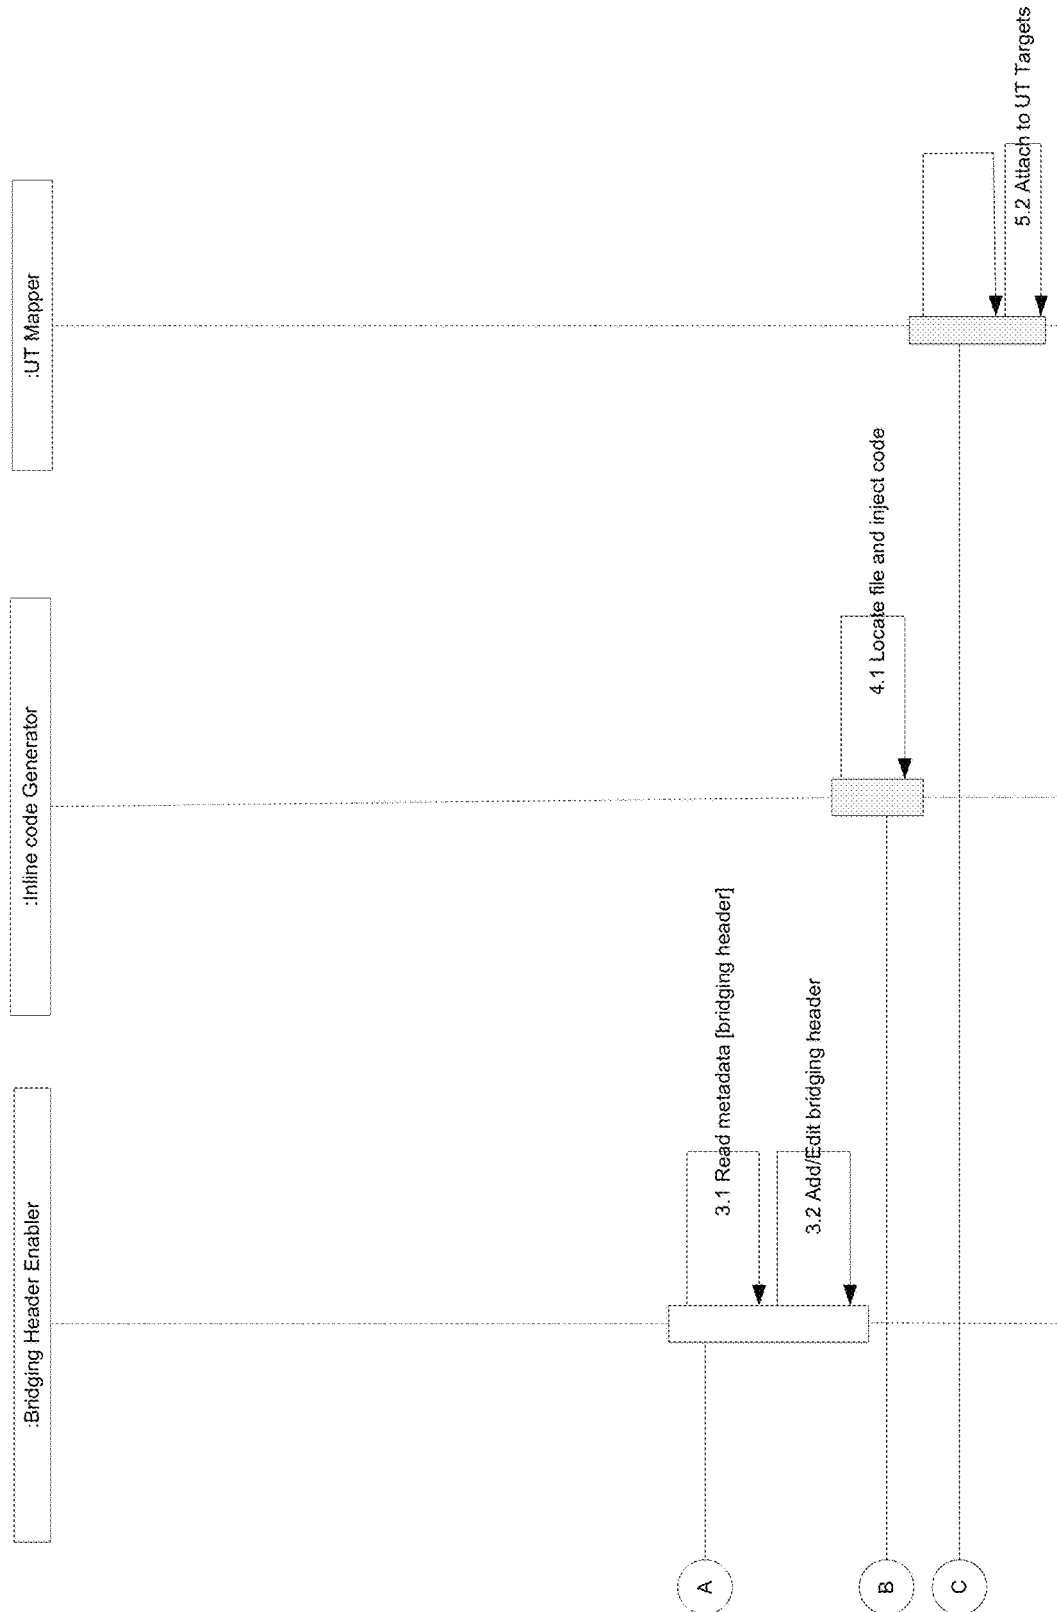 :Bridging Header Enabler
:Inline code Generator
:UT Mapper
A
3.1 Read metadata [bridging header]
3.2 Add/Edit bridging header
B
4.1 Locate file and inject code
C
5.2 Attach to UT Targets